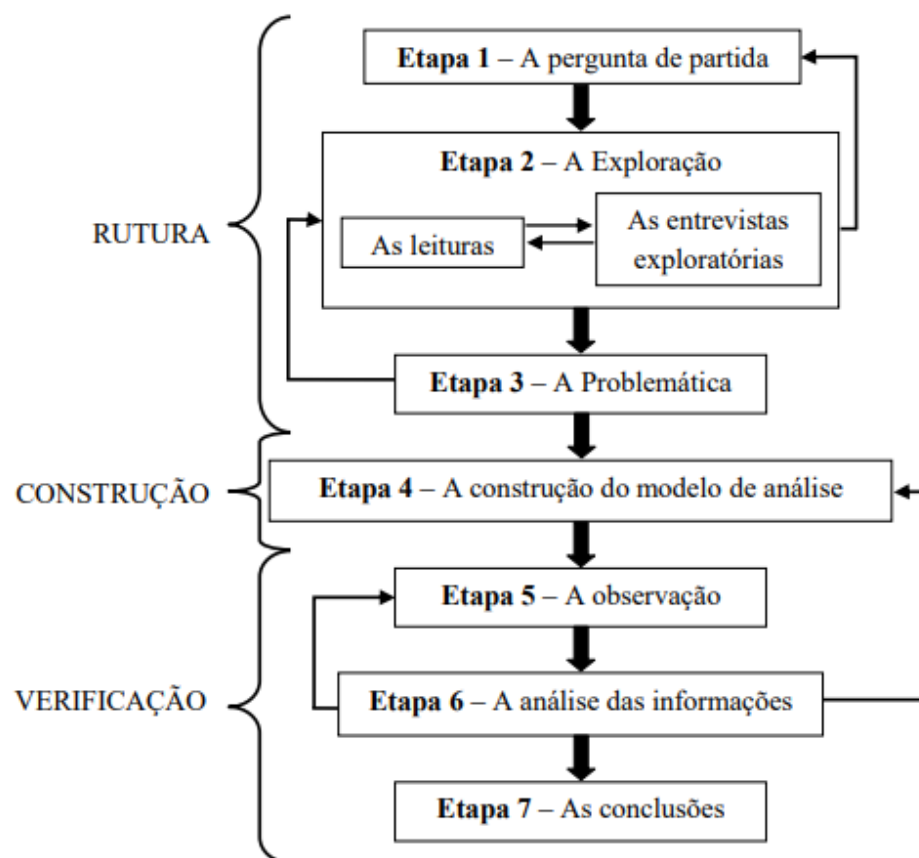 Etapa 1 – A pergunta de partida
Etapa 2 – A Exploração
RUTURA
As leituras
As entrevistas
exploratórias
Etapa 3 – A Problemática
CONSTRUÇÃO
Etapa 4 – A construção do modelo de análise
Etapa 5 – A observação
VERIFICAÇÃO
Etapa 6 – A análise das informações
Etapa 7 – As conclusões